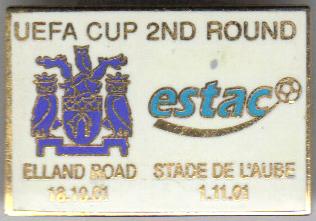 UEFA CUP 2ND ROUND
estac
ELLAND ROAD STADE DE L'AUBE
18.10.01 1.11.01